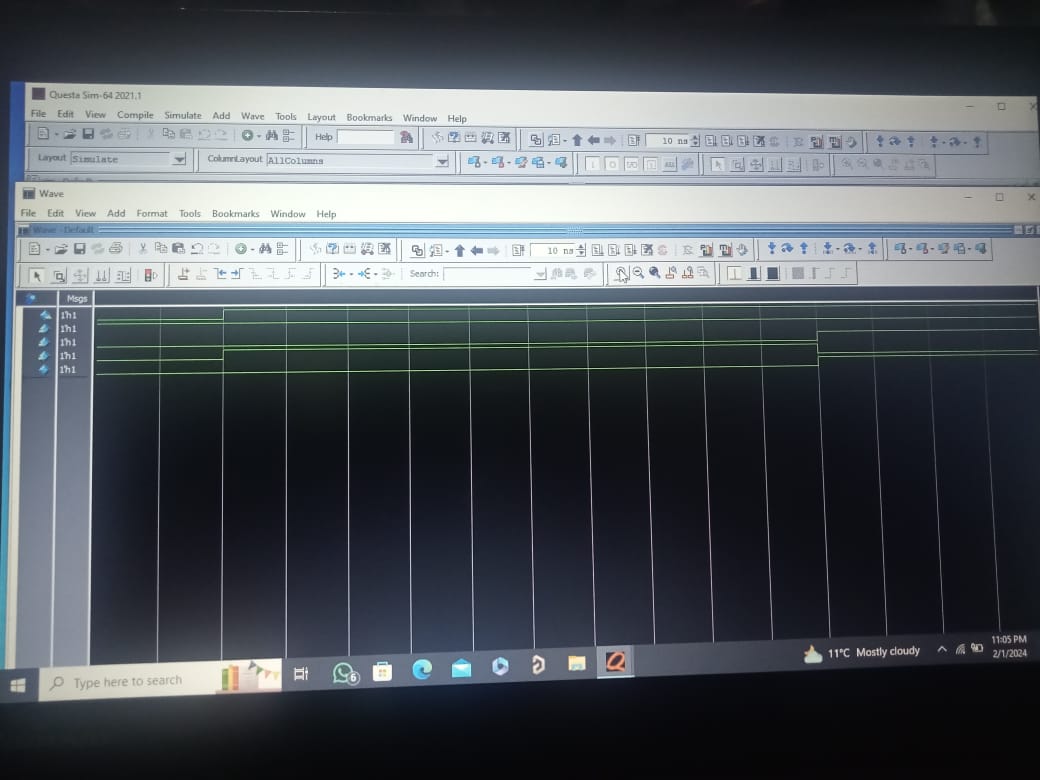 Questa Sim-64 2021.1
File Edit View Compile Simulate Add Wave Tools Layout Bookmarks Window Help
Help 10 ns
Layout Simulate ColumnLayout AllColumns
Wave
File Edit View Add Format Tools Bookmarks Window Help
Wave - Default
10 ns
Search:
Msgs
1'h1
1'h1
1'h1
1'h1
1'h1
Type here to search 6 11°C Mostly cloudy 11:05 PM
2/1/2024